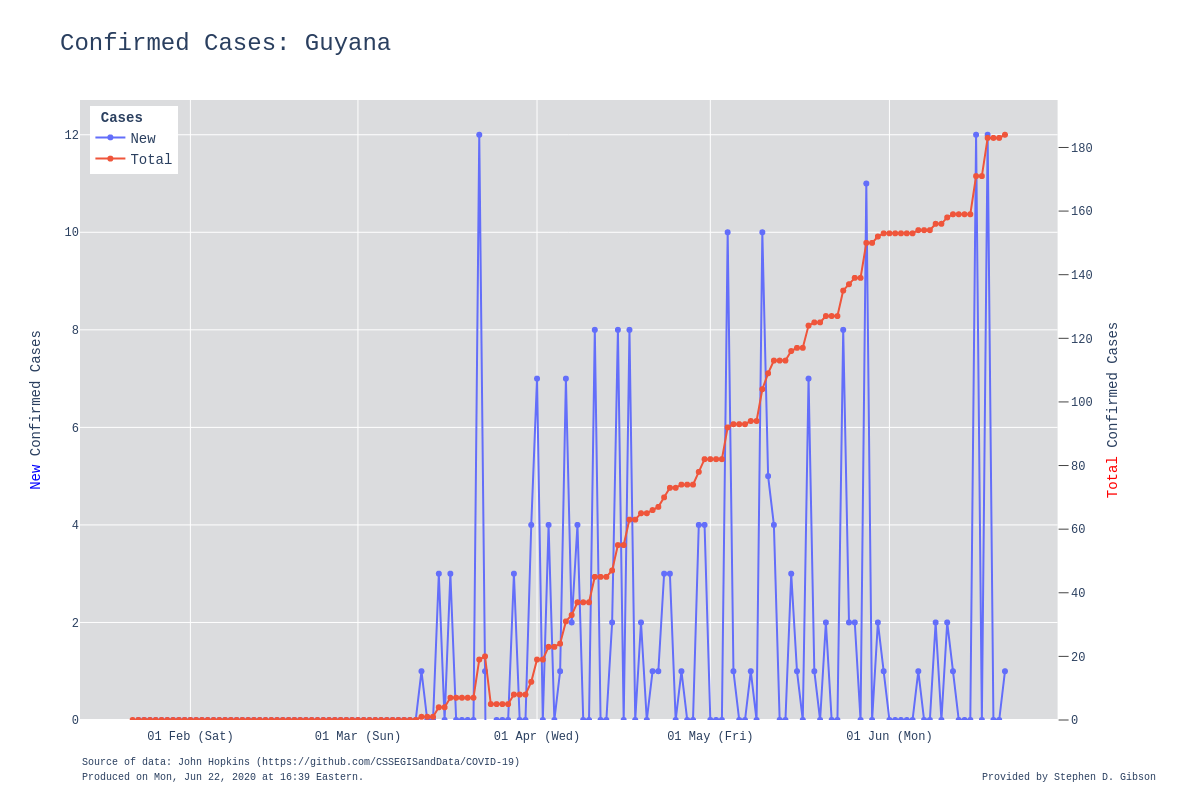 Confirmed Cases: Guyana
Cases
New
Total
12
10
8
6
4
2
0
180
160
140
120
100
80
60
40
20
0
New Confirmed Cases
Total Confirmed Cases
01 Feb (Sat)
01 Mar (Sun)
01 Apr (Wed)
01 May (Fri)
01 Jun (Mon)
Source of data: John Hopkins (https://github.com/CSSEGISandData/COVID-19)
Produced on Mon, Jun 22, 2020 at 16:39 Eastern.
Provided by Stephen D. Gibson